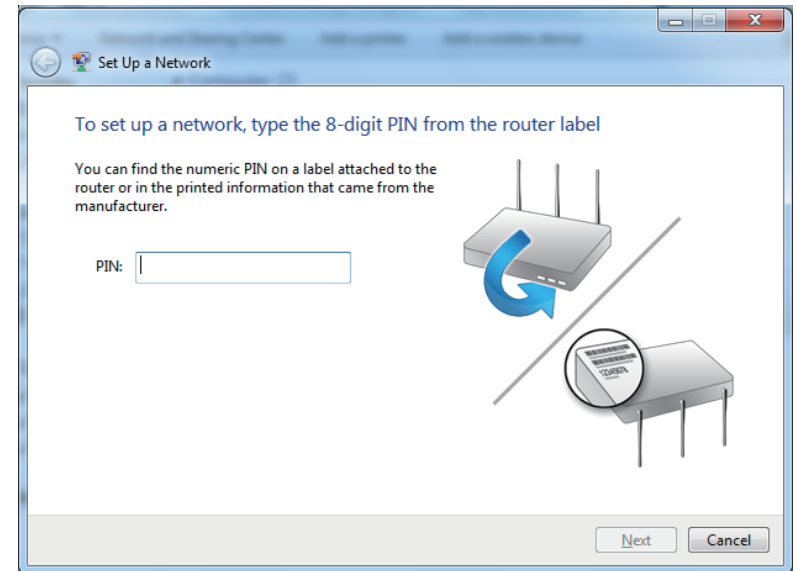 Set Up a Network
To set up a network, type the 8-digit PIN from the router label
You can find the numeric PIN on a label attached to the
router or in the printed information that came from the
manufacturer.
PIN:
12345678
Next
Cancel